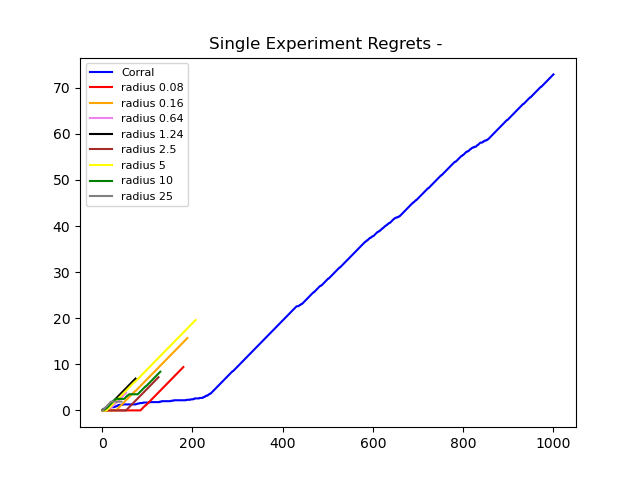 Single Experiment Regrets -
Corral
radius 0.08
radius 0.16
radius 0.64
radius 1.24
radius 2.5
radius 5
radius 10
radius 25
70
60
50
40
30
20
10
0
0 200 400 600 800 1000